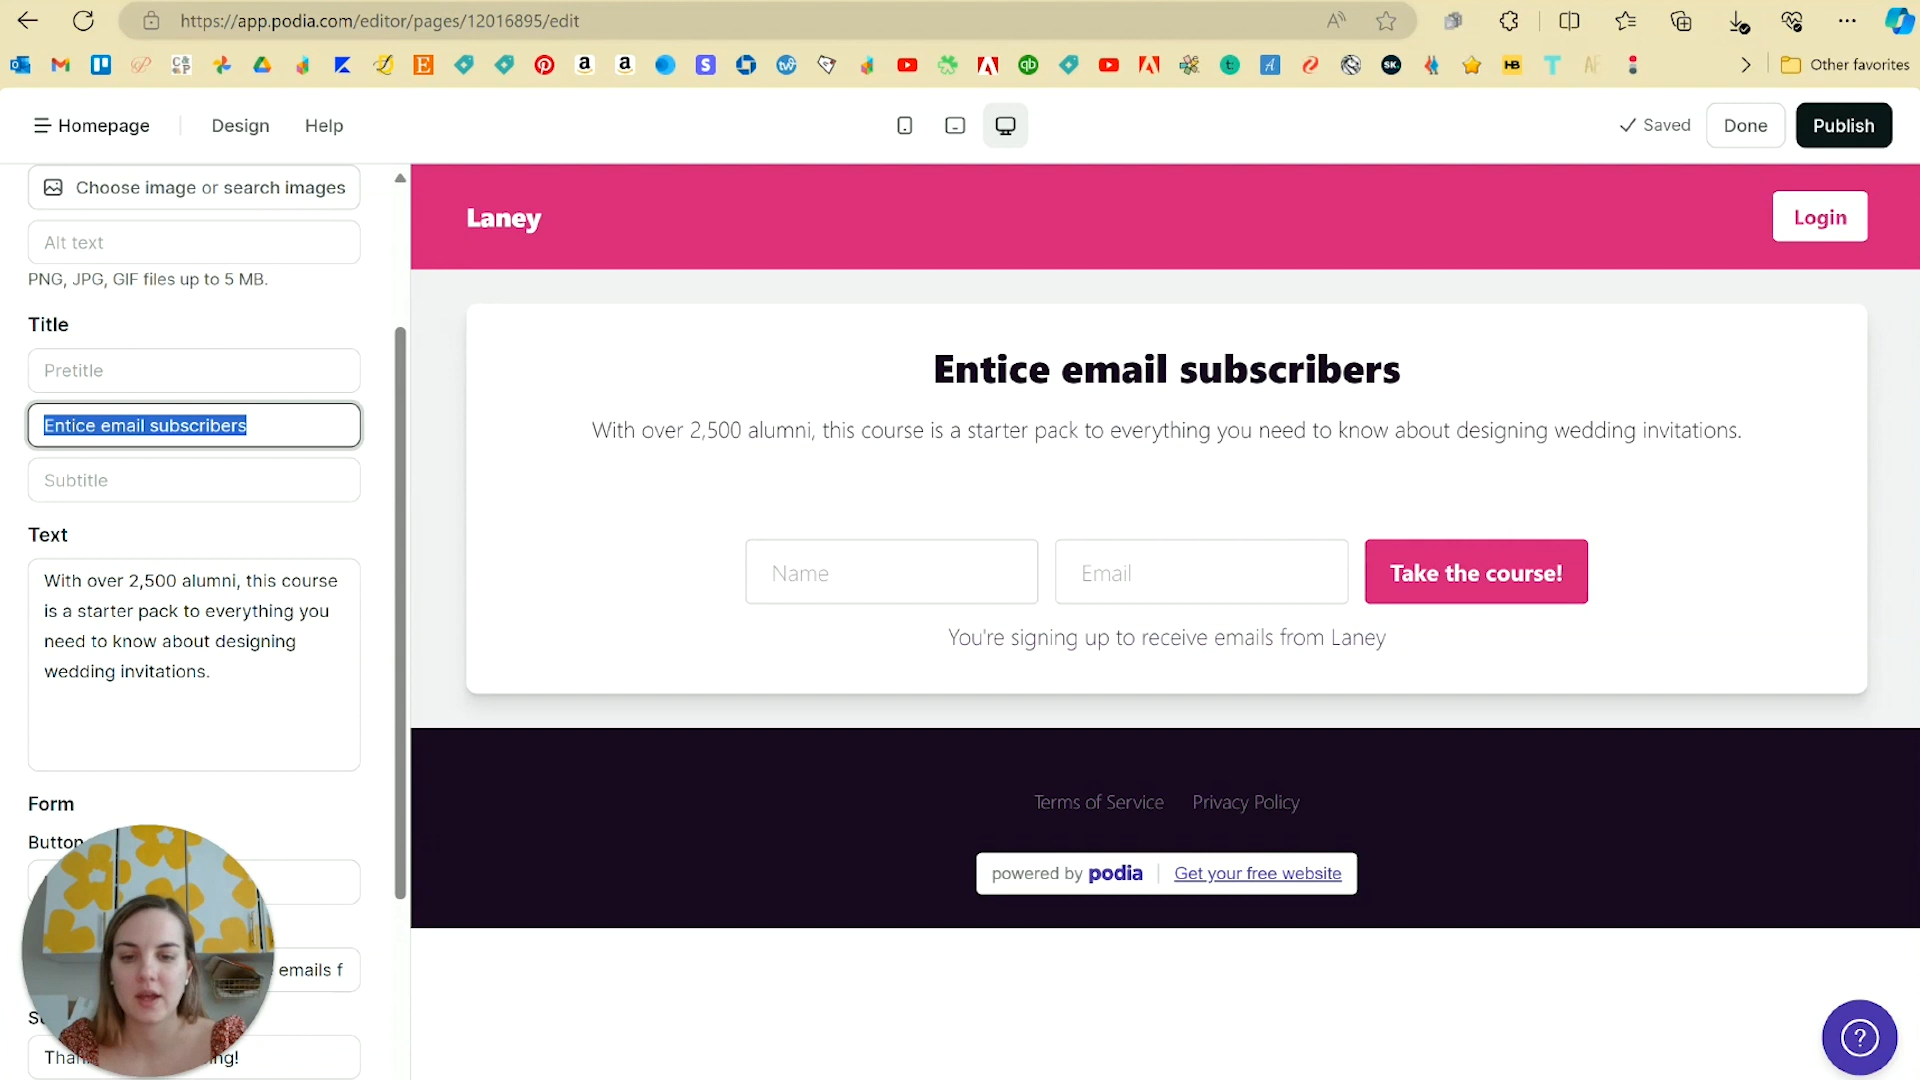 https://app.podia.com/editor/pages/12016895/edit
Other favorites
Homepage
Design
Help
Saved
Done
Publish
Choose image or search images
Alt text
PNG, JPG, GIF files up to 5 MB.
Title
Pretitle
Entice email subscribers
Subtitle
Text
With over 2,500 alumni, this course
is a starter pack to everything you
need to know about designing
wedding invitations.
Form
Button
emails f
Laney
Login
Entice email subscribers
With over 2,500 alumni, this course is a starter pack to everything you need to know about designing wedding invitations.
Name
Email
Take the course!
You're signing up to receive emails from Laney
Terms of Service
Privacy Policy
powered by podia
Get your free website